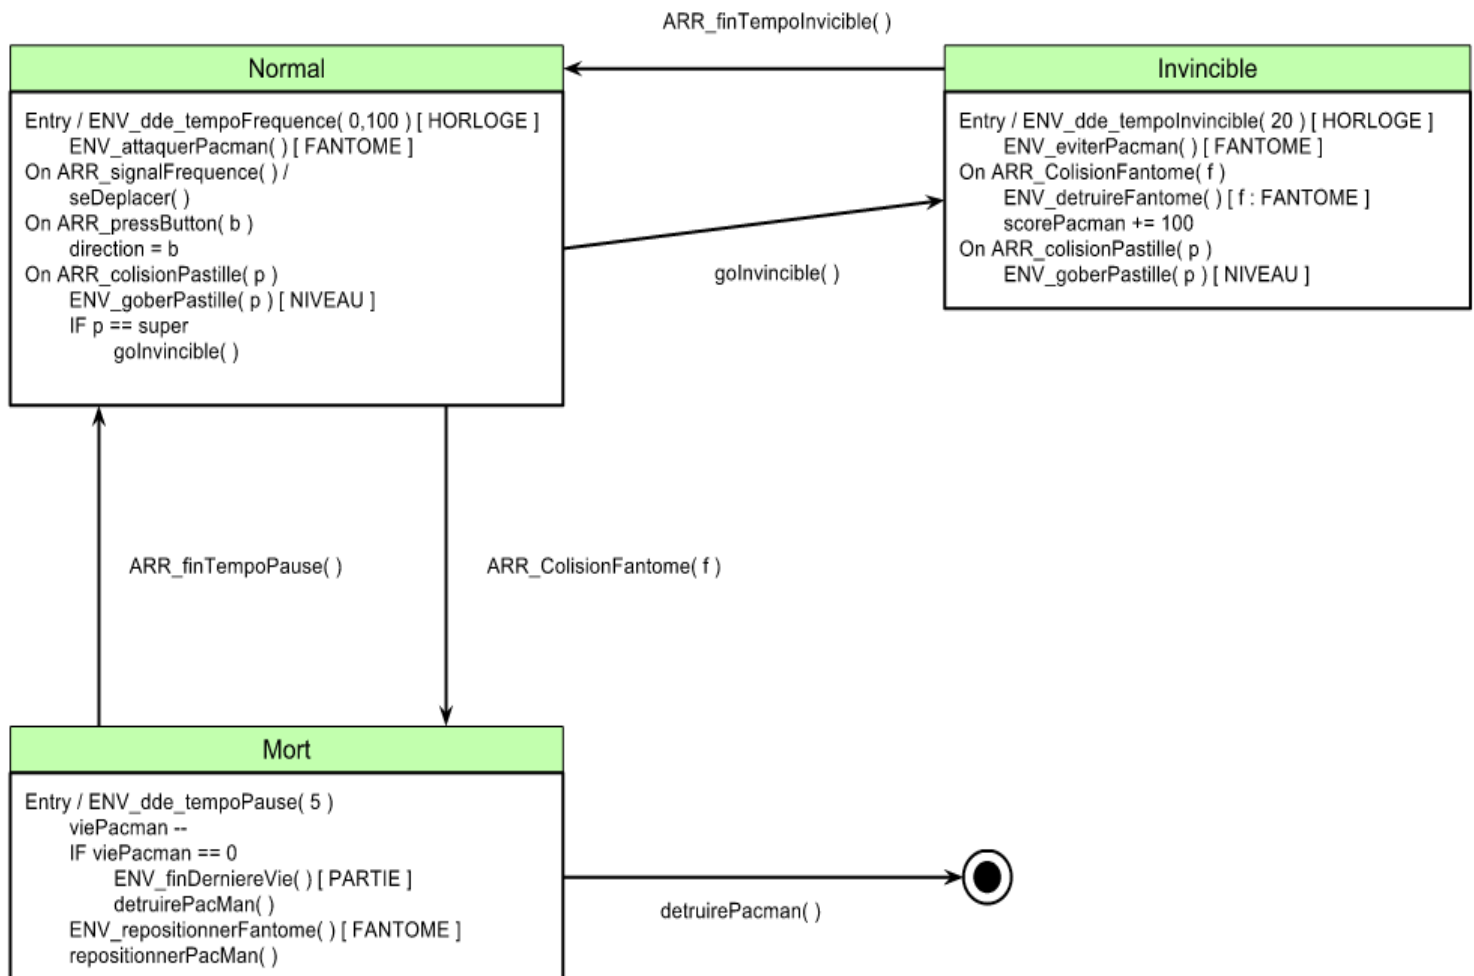 ARR_finTempoInvicible( )
Normal
Entry / ENV_dde_tempoFrequence( 0,100 ) [ HORLOGE ]
ENV_attaquerPacman( ) [ FANTOME ]
On ARR_signalFrequence( ) /
seDeplacer( )
On ARR_pressButton( b )
direction = b
On ARR_colisionPastille( p )
ENV_goberPastille( p ) [ NIVEAU ]
IF p == super
goInvincible( )
Invincible
Entry / ENV_dde_tempoInvincible( 20 ) [ HORLOGE ]
ENV_eviterPacman( ) [ FANTOME ]
On ARR_ColisionFantome( f )
ENV_detruireFantome( ) [ f : FANTOME ]
scorePacman += 100
On ARR_colisionPastille( p )
ENV_goberPastille( p ) [ NIVEAU ]
goInvincible( )
ARR_finTempoPause( )
ARR_ColisionFantome( f )
Mort
Entry / ENV_dde_tempoPause( 5 )
viePacman --
IF viePacman == 0
ENV_finDerniereVie( ) [ PARTIE ]
detruirePacMan( )
ENV_repositionnerFantome( ) [ FANTOME ]
repositionnerPacMan( )
detruirePacman( )